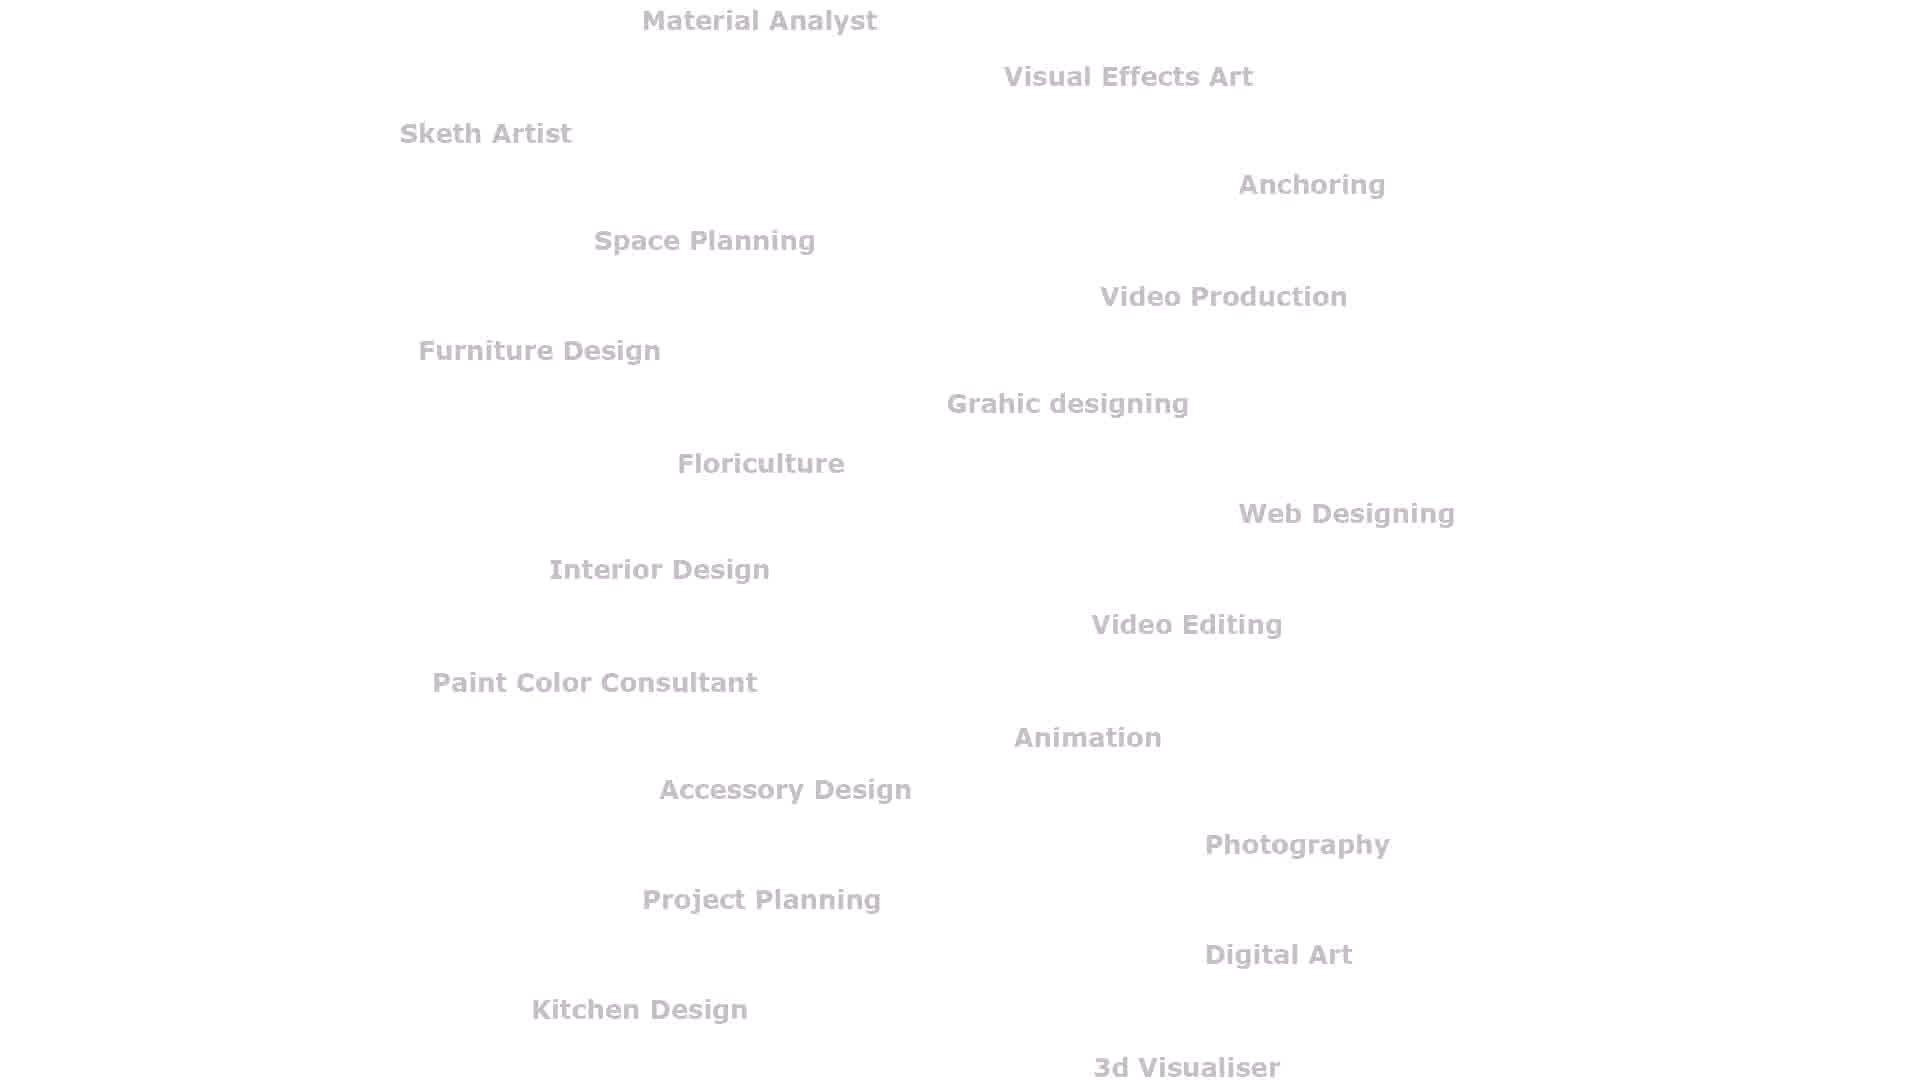 Material Analyst
Visual Effects Art
Sketh Artist
Anchoring
Space Planning
Video Production
Furniture Design
Grahic designing
Floriculture
Web Designing
Interior Design
Video Editing
Paint Color Consultant
Animation
Accessory Design
Photography
Project Planning
Digital Art
Kitchen Design
3d Visualiser